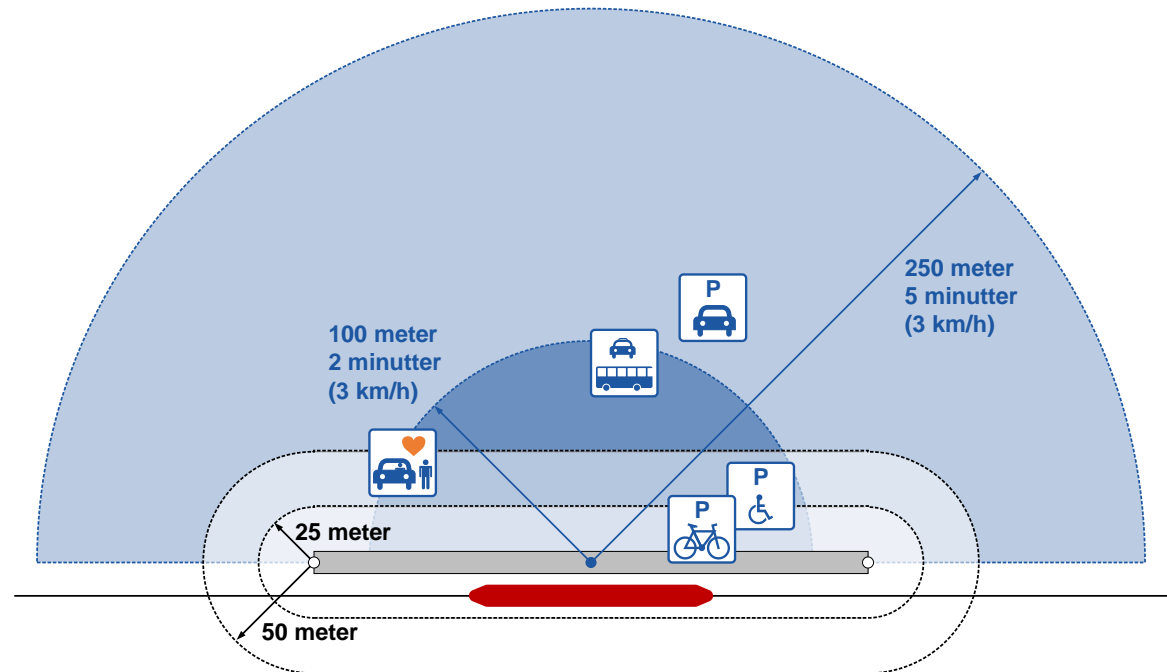 P
250 meter
5 minutter
(3 km/h)
100 meter
2 minutter
(3 km/h)
P
P
25 meter
50 meter